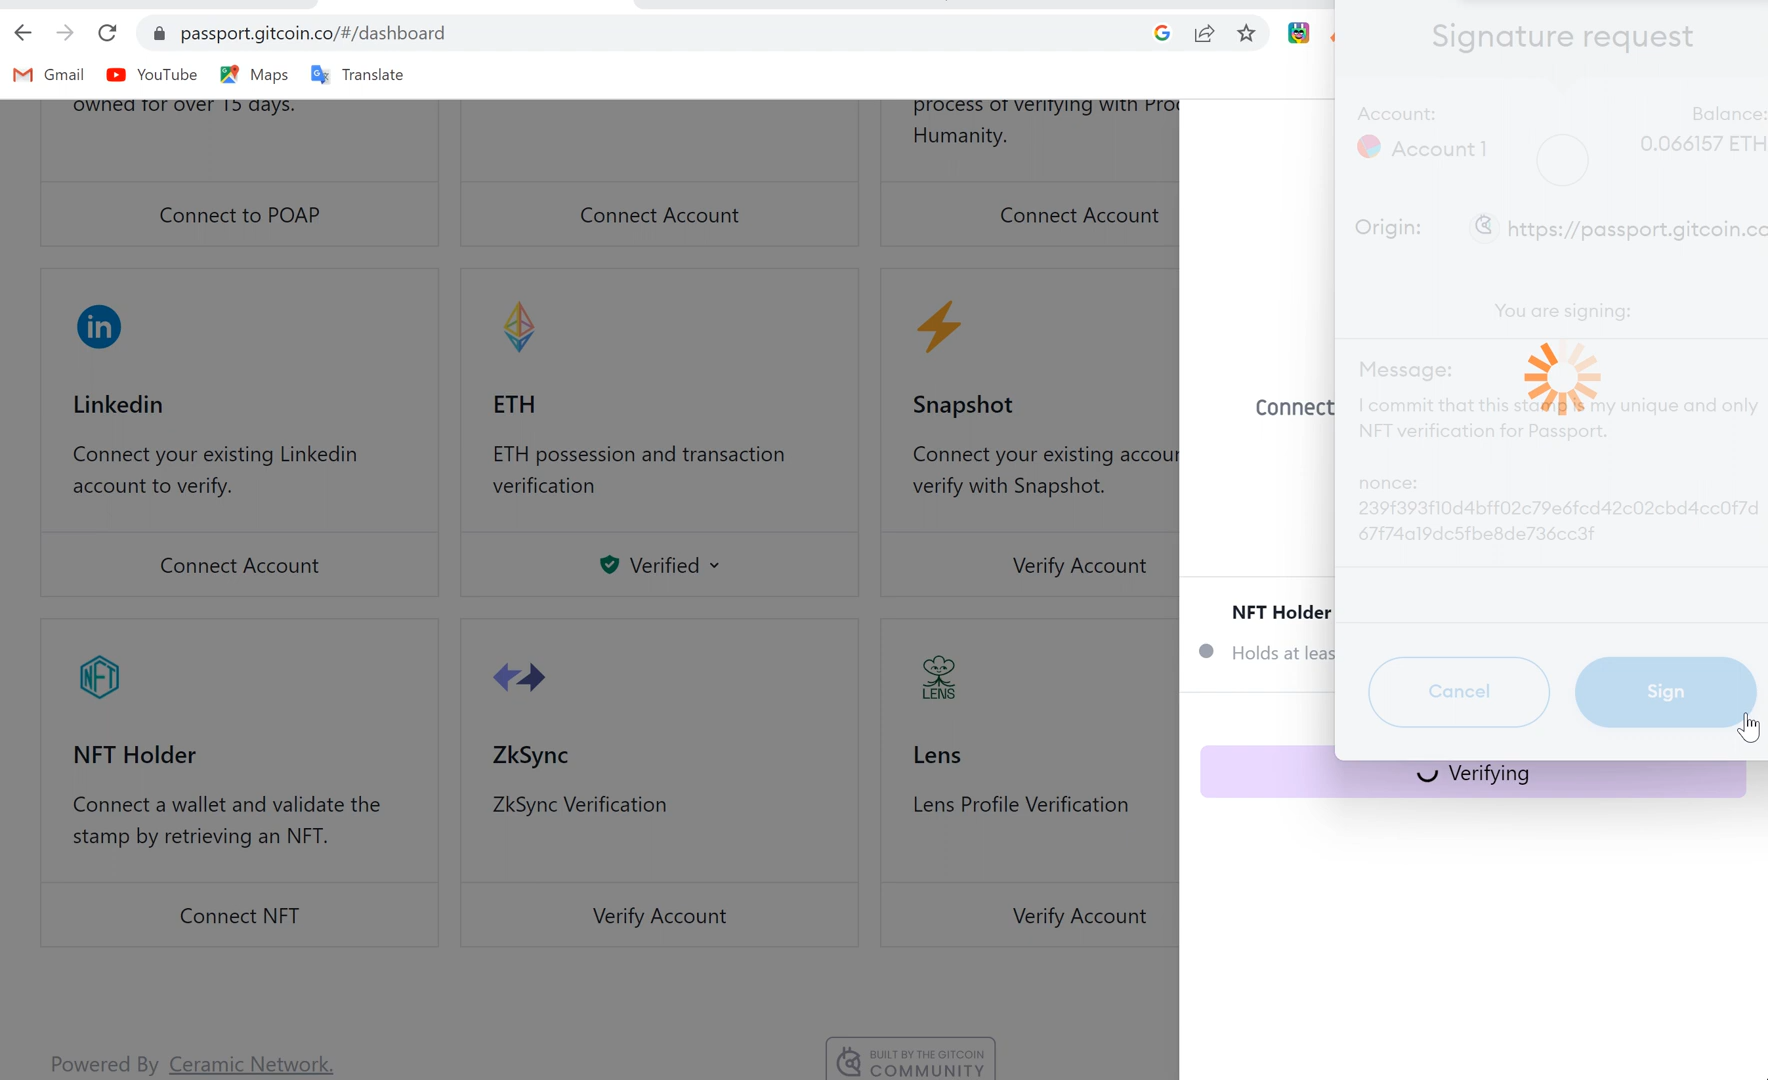 passport.gitcoin.co/#/dashboard
Gmail
YouTube
Maps
Translate
owned for over 15 days.
process of verifying with
Humanity.
Connect to POAP
Connect Account
Connect Account
Linkedin
Connect your existing Linkedin
account to verify.
Connect Account
ETH
ETH possession and transaction
verification
Verified
Snapshot
Connect your existing
verify with Snapshot.
Verify Account
NFT
NFT Holder
Connect a wallet and validate the
stamp by retrieving an NFT.
Connect NFT
ZkSync
ZkSync Verification
Verify Account
LENS
Lens
Lens Profile Verification
Verify Account
Powered By Ceramic Network.
BUILT BY THE GITCOIN
COMMUNITY
Connect
NFT Holder
Holds at
Verifying
Signature request
Account:
Balance:
Account 1
0.066157 ETH
Origin:
https://passport.gitcoin.co
You are signing:
Message:
I commit that this stamp is my unique and only
NFT verification for Passport.
nonce:
239f393f10d4bff02c79e6fcd42c02cbd4cc0f7d
67f74a19dc5fbe8de736cc3f
Cancel
Sign